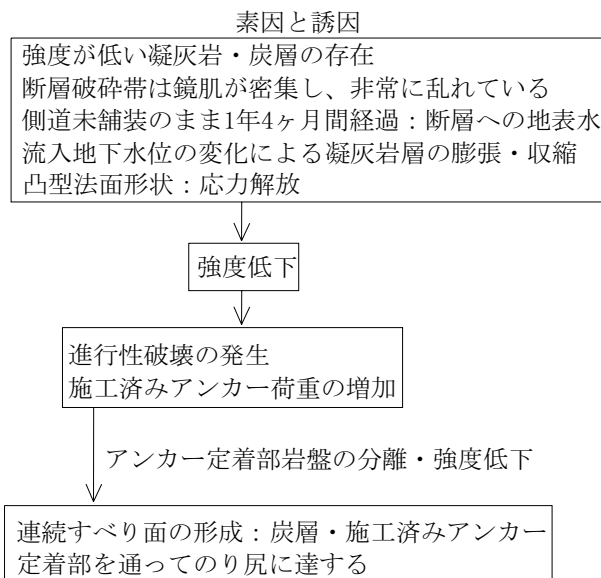 素因と誘因
強度が低い凝灰岩・炭層の存在
断層破砕帯は鏡肌が密集し、非常に乱れている
側道未舗装のまま1年4ヶ月間経過：断層への地表水
流入地下水位の変化による凝灰岩層の膨張・収縮
凸型法面形状：応力解放
強度低下
進行性破壊の発生
施工済みアンカー荷重の増加
アンカー定着部岩盤の分離・強度低下
連続すべり面の形成：炭層・施工済みアンカー
定着部を通ってのり尻に達する